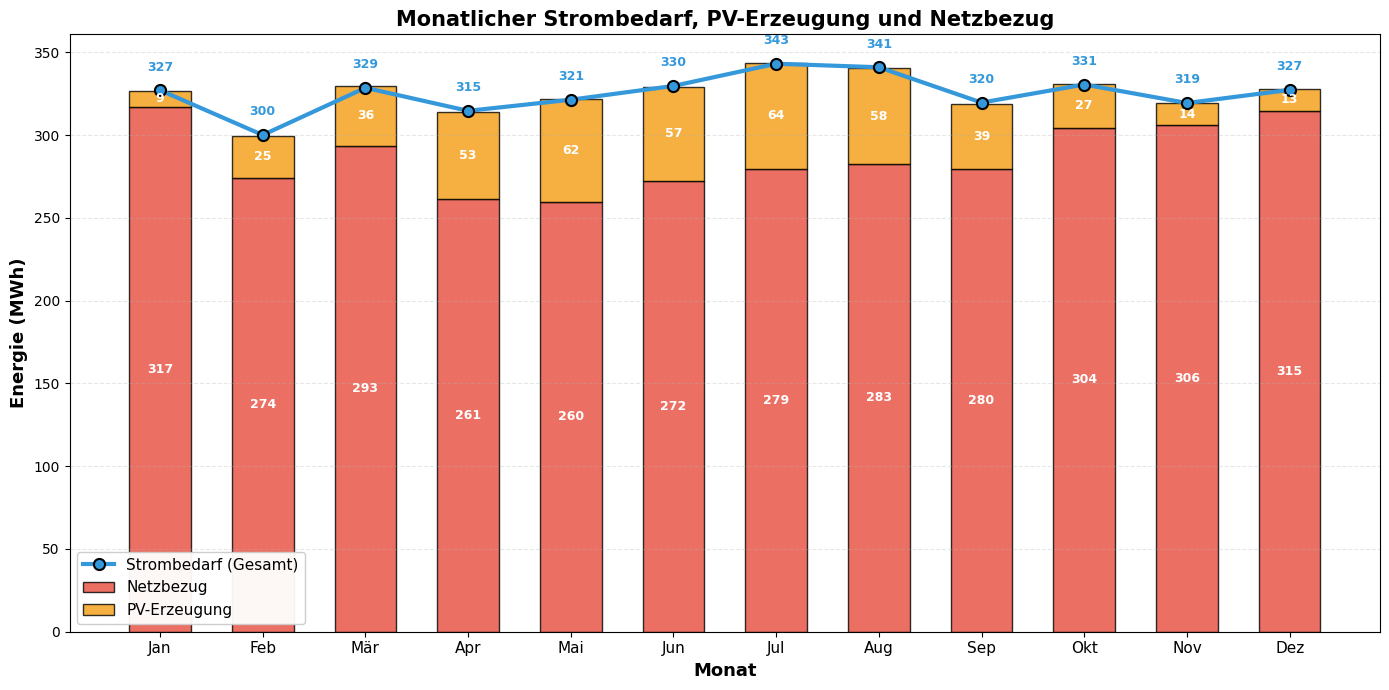 Monatlicher Strombedarf, PV-Erzeugung und Netzbezug
Energie (MWh)
350
300
250
200
150
100
50
0
327
300
329
315
321
330
343
341
320
331
319
327
9
25
36
53
62
57
64
58
39
27
14
13
317
274
293
261
260
272
279
283
280
304
306
315
Strombedarf (Gesamt)
Netzbezug
PV-Erzeugung
Jan
Feb
Mär
Apr
Mai
Jun
Jul
Aug
Sep
Okt
Nov
Dez
Monat